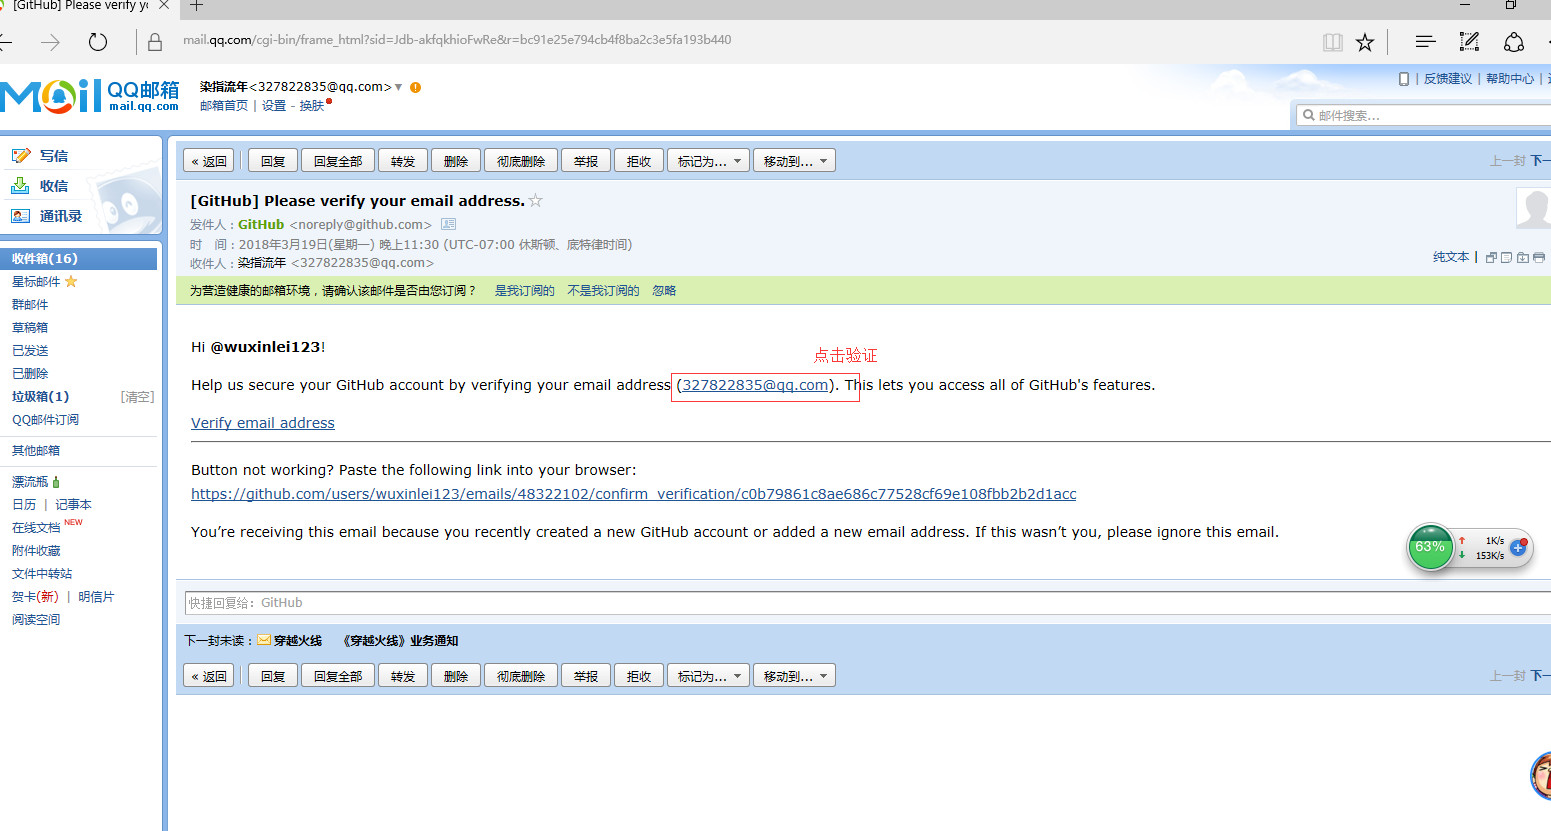 [GitHub] Please verify yo
mail.qq.com/cgi-bin/frame_html?sid=Jdb-akfqkhioFwRe&r=bc91e25e794cb4f8ba2c3e5fa193b440
Mail QQ邮箱 mail.qq.com
染指流年<327822835@qq.com>
邮箱首页 | 设置 - 换肤
| 反馈建议 | 帮助中心 |
邮件搜索...
写信
收信
通讯录
收件箱(16)
星标邮件
群邮件
草稿箱
已发送
已删除
垃圾箱(1) [清空]
QQ邮件订阅
其他邮箱
漂流瓶
日历 | 记事本
在线文档 NEW
附件收藏
文件中转站
贺卡(新) | 明信片
阅读空间
« 返回 回复 回复全部 转发 删除 彻底删除 举报 拒收 标记为... 移动到... 上一封 下一
[GitHub] Please verify your email address.
发件人：GitHub <noreply@github.com>
时 间：2018年3月19日(星期一) 晚上11:30 (UTC-07:00 休斯顿、底特律时间)
收件人：染指流年 <327822835@qq.com>
纯文本 |
为营造健康的邮箱环境，请确认该邮件是否由您订阅？ 是我订阅的 不是我订阅的 忽略
Hi @wuxinlei123!
点击验证
Help us secure your GitHub account by verifying your email address (327822835@qq.com). This lets you access all of GitHub's features.
Verify email address
Button not working? Paste the following link into your browser:
https://github.com/users/wuxinlei123/emails/48322102/confirm_verification/c0b79861c8ae686c77528cf69e108fbb2b2d1acc
You’re receiving this email because you recently created a new GitHub account or added a new email address. If this wasn’t you, please ignore this email.
63% 1K/s
153K/s
快捷回复给：GitHub
下一封未读：穿越火线 《穿越火线》业务通知
« 返回 回复 回复全部 转发 删除 彻底删除 举报 拒收 标记为... 移动到... 上一封 下一